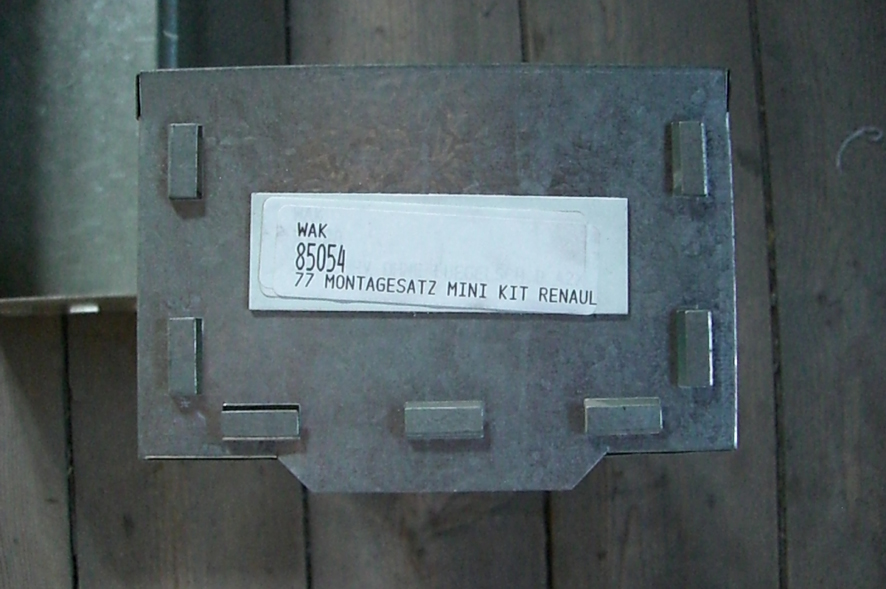 WAK
85054
77 MONTAGESATZ MINI KIT RENAUL